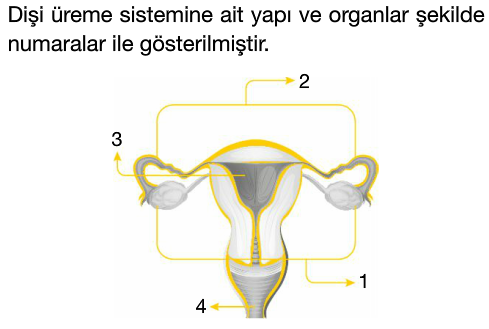 Dişi üreme sistemine ait yapı ve organlar şekilde
numaralar ile gösterilmiştir.
2
3
1
4